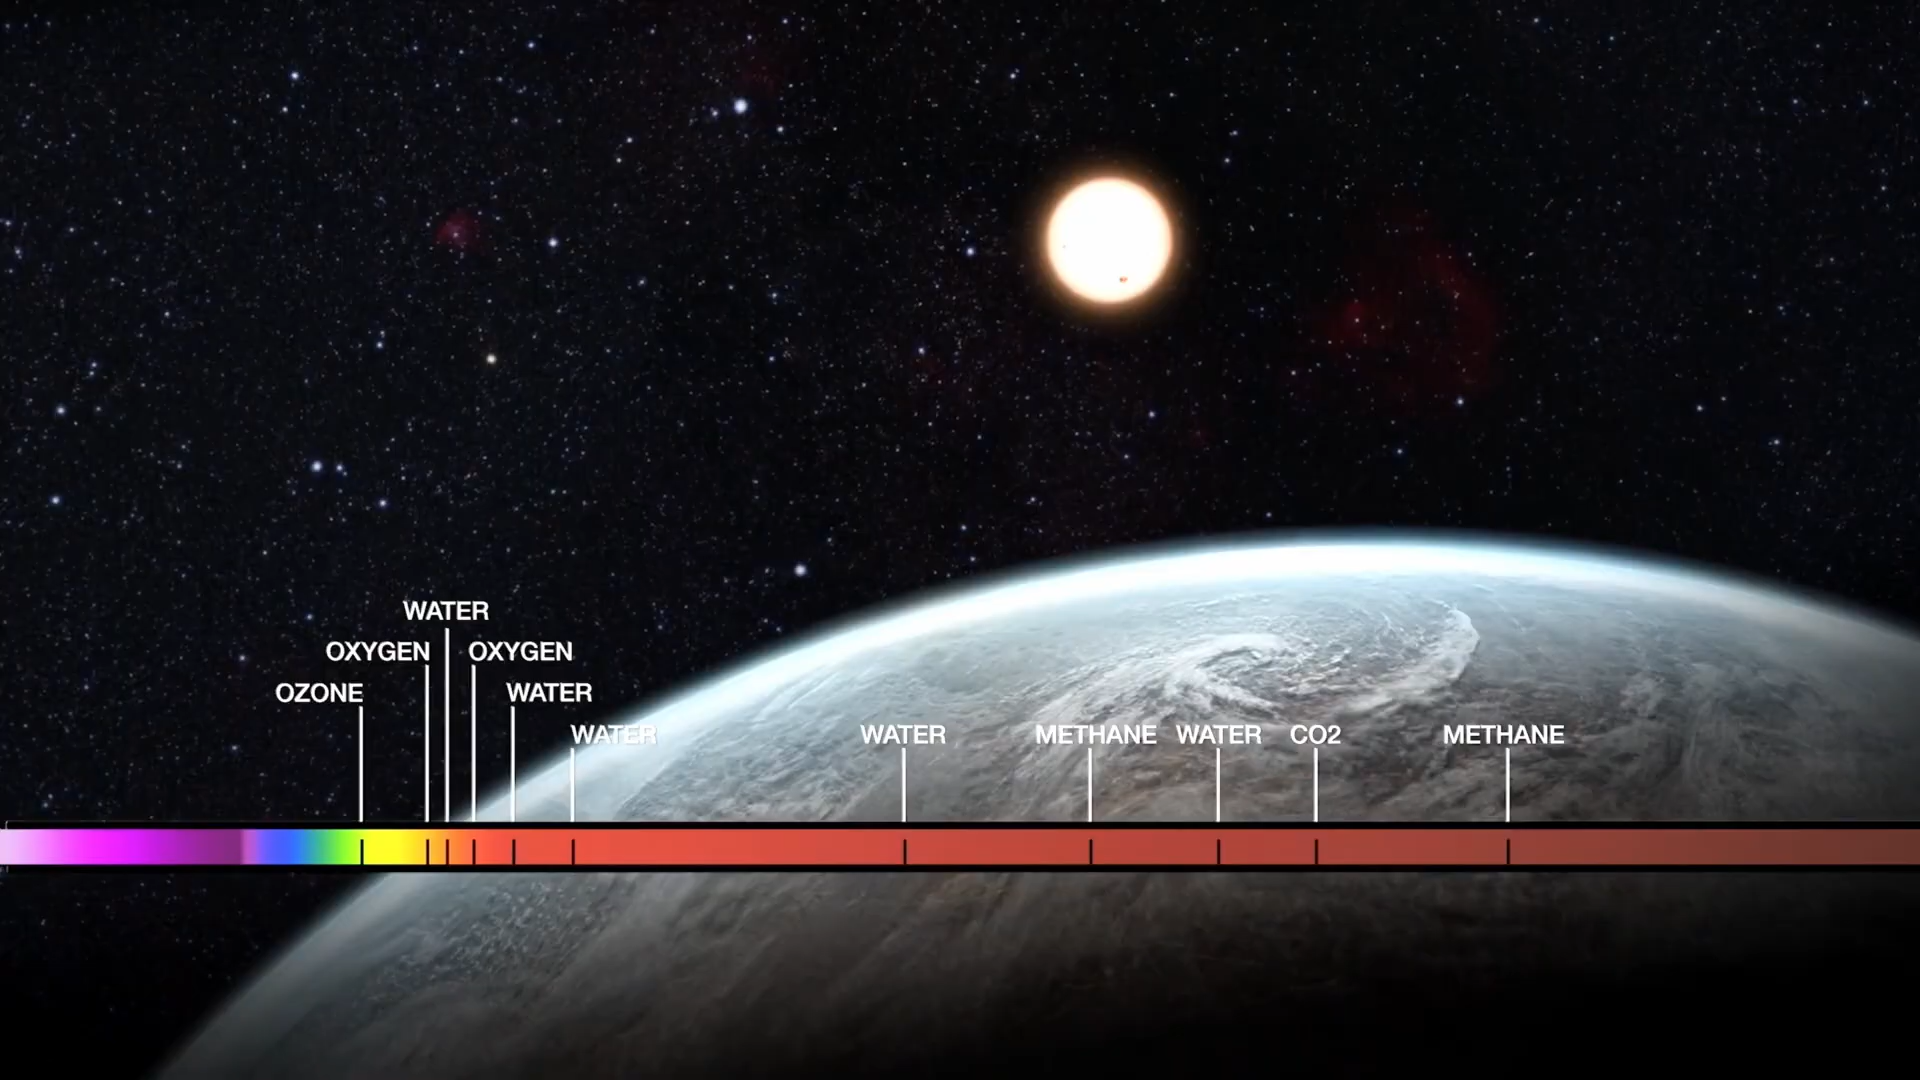 WATER
OXYGEN OXYGEN
OZONE WATER
WATER WATER METHANE WATER CO2 METHANE